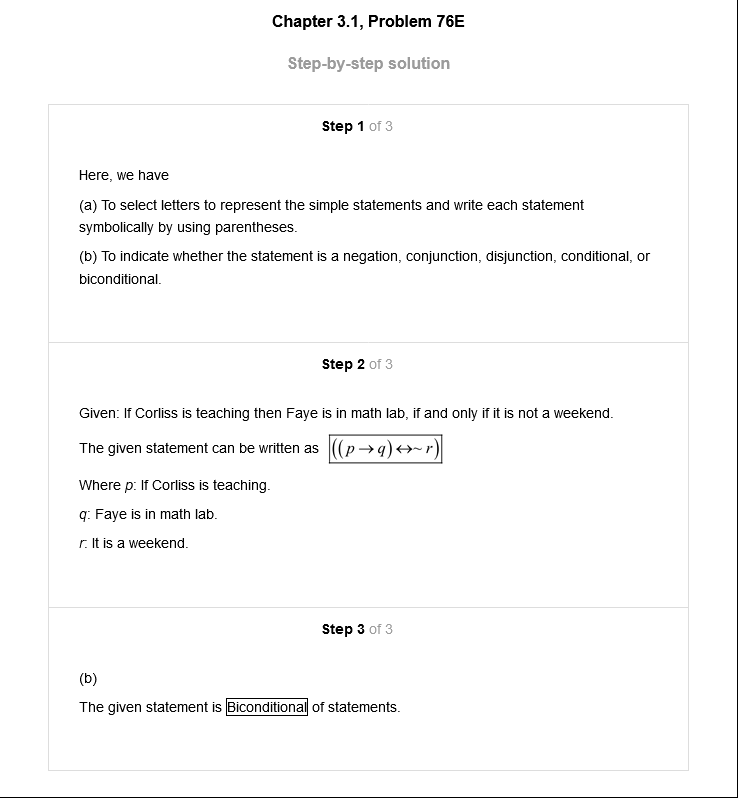 Chapter 3.1, Problem 76E
Step-by-step solution
Step 1 of 3
Here, we have
(a) To select letters to represent the simple statements and write each statement
symbolically by using parentheses.
(b) To indicate whether the statement is a negation, conjunction, disjunction, conditional, or
biconditional.
Step 2 of 3
Given: If Corliss is teaching then Faye is in math lab, if and only if it is not a weekend.
The given statement can be written as ((p→q)↔~r)
Where p: If Corliss is teaching.
q: Faye is in math lab.
r: It is a weekend.
Step 3 of 3
(b)
The given statement is Biconditional of statements.